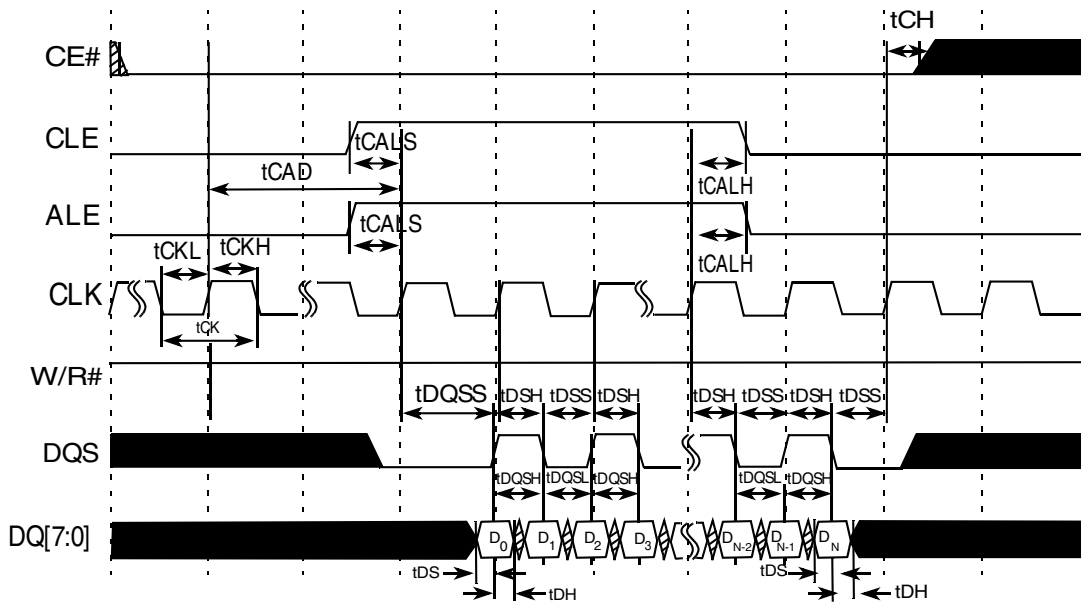 tCH
CE#
CLE
tCALS
tCAD
tCALH
ALE
tCALS
tCALH
tCKL tCKH
CLK
tCK
W/R#
tDQSS tDSH tDSS tDSH tDSH tDSS tDSH tDSS
DQS
tDQSH tDQSL tDQSH tDQSL tDQSH
DQ[7:0]
D0 D1 D2 D3 DN-2 DN-1 DN
tDS tDS
tDH tDH